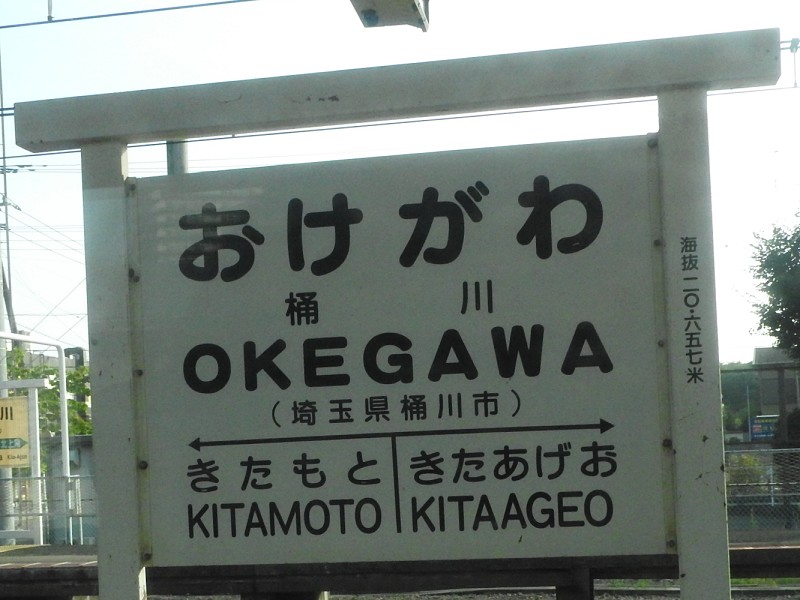 おけがわ
桶川
OKEGAWA
(埼玉県桶川市)
きたもと
KITAMOTO
きたあげお
KITAAGEO
海抜二〇・六五七米
川